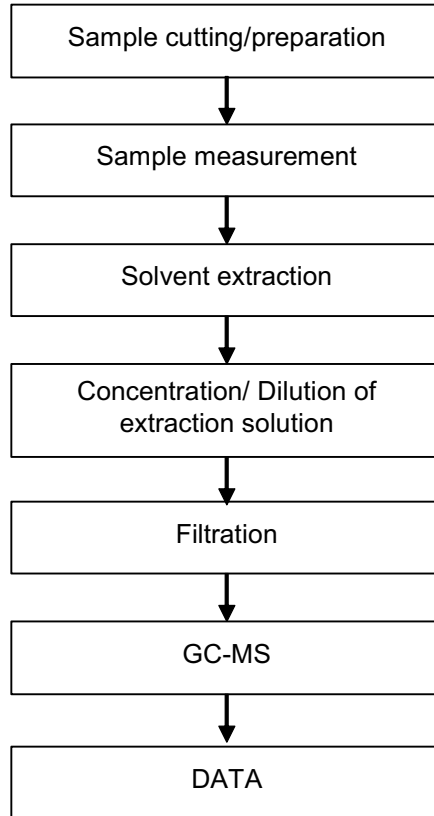 Sample cutting/preparation
Sample measurement
Solvent extraction
Concentration/ Dilution of
extraction solution
Filtration
GC-MS
DATA